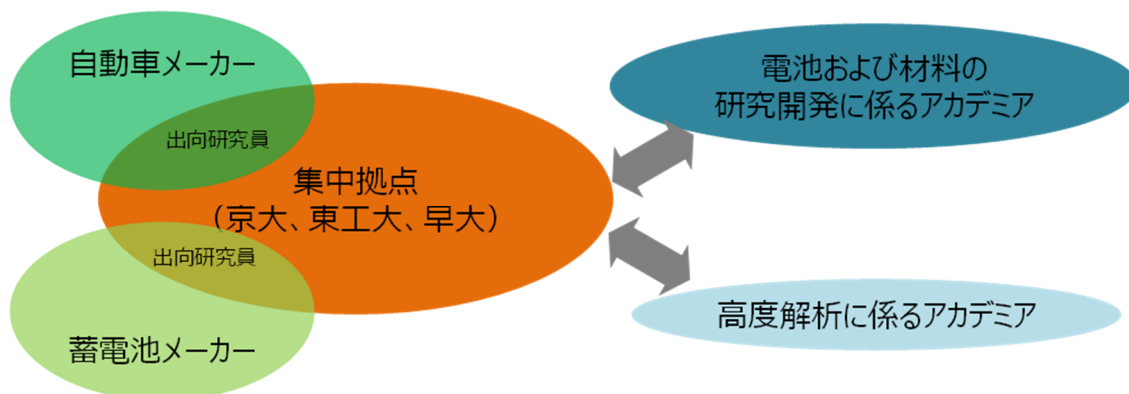 自動車メーカー
出向研究員
集中拠点
（京大、東工大、早大）
出向研究員
蓄電池メーカー
電池および材料の
研究開発に係るアカデミア
高度解析に係るアカデミア